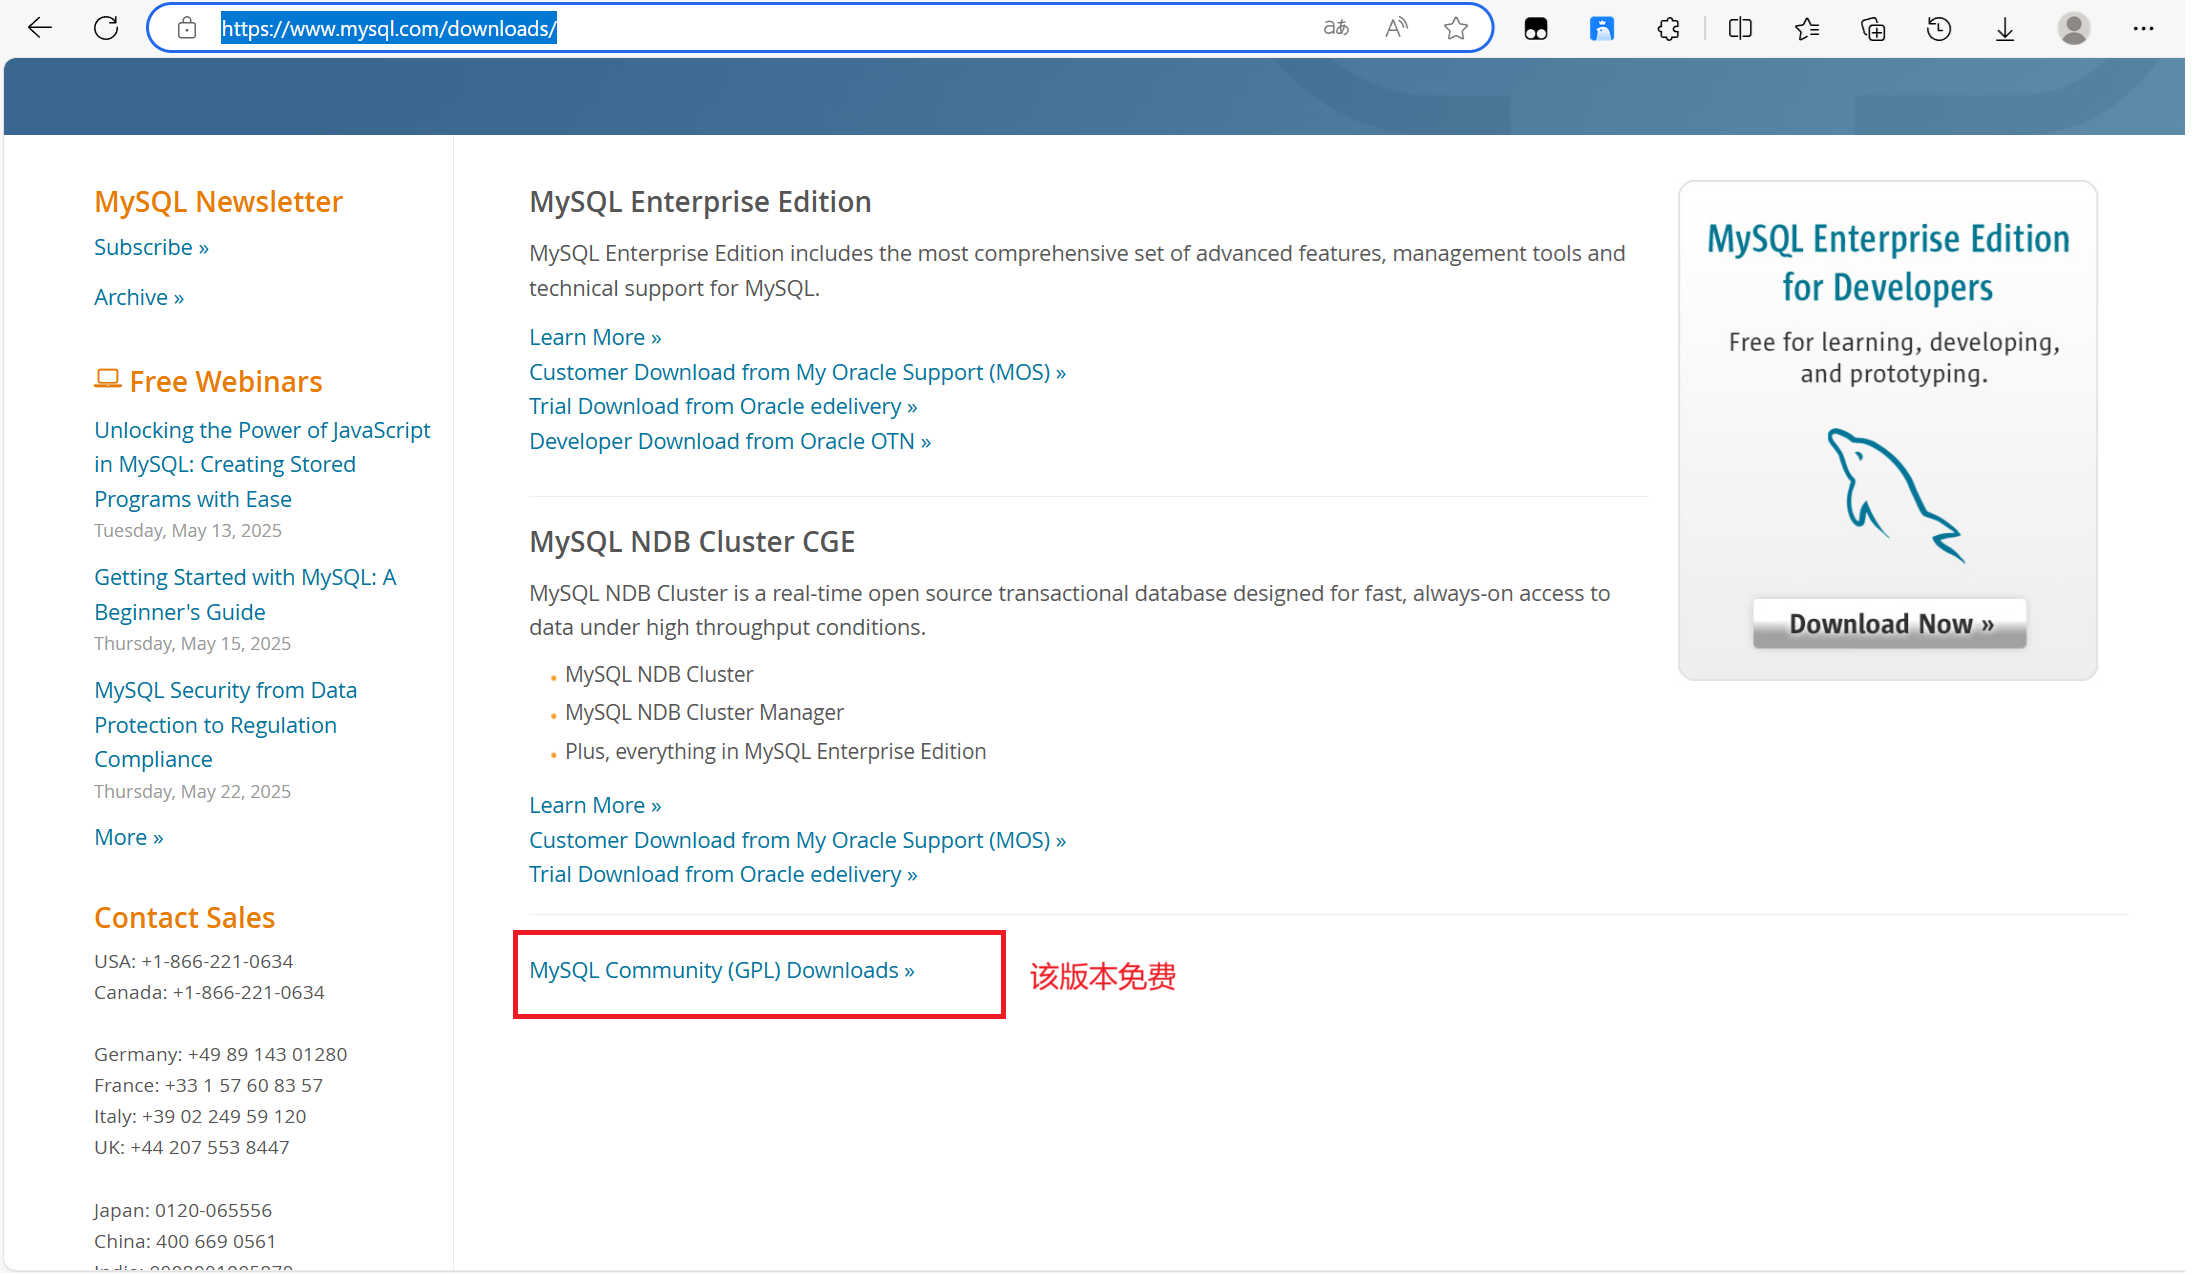 https://www.mysql.com/downloads/
aあ
A
MySQL Newsletter
Subscribe »
Archive »
Free Webinars
Unlocking the Power of JavaScript
in MySQL: Creating Stored
Programs with Ease
Tuesday, May 13, 2025
Getting Started with MySQL: A
Beginner's Guide
Thursday, May 15, 2025
MySQL Security from Data
Protection to Regulation
Compliance
Thursday, May 22, 2025
More »
Contact Sales
USA: +1-866-221-0634
Canada: +1-866-221-0634
Germany: +49 89 143 01280
France: +33 1 57 60 83 57
Italy: +39 02 249 59 120
UK: +44 207 553 8447
Japan: 0120-065556
China: 400 669 0561
MySQL Enterprise Edition
MySQL Enterprise Edition includes the most comprehensive set of advanced features, management tools and
technical support for MySQL.
Learn More »
Customer Download from My Oracle Support (MOS) »
Trial Download from Oracle edelivery »
Developer Download from Oracle OTN »
MySQL NDB Cluster CGE
MySQL NDB Cluster is a real-time open source transactional database designed for fast, always-on access to
data under high throughput conditions.
MySQL NDB Cluster
MySQL NDB Cluster Manager
Plus, everything in MySQL Enterprise Edition
Learn More »
Customer Download from My Oracle Support (MOS) »
Trial Download from Oracle edelivery »
MySQL Community (GPL) Downloads »
该版本免费
MySQL Enterprise Edition
for Developers
Free for learning, developing,
and prototyping.
Download Now »